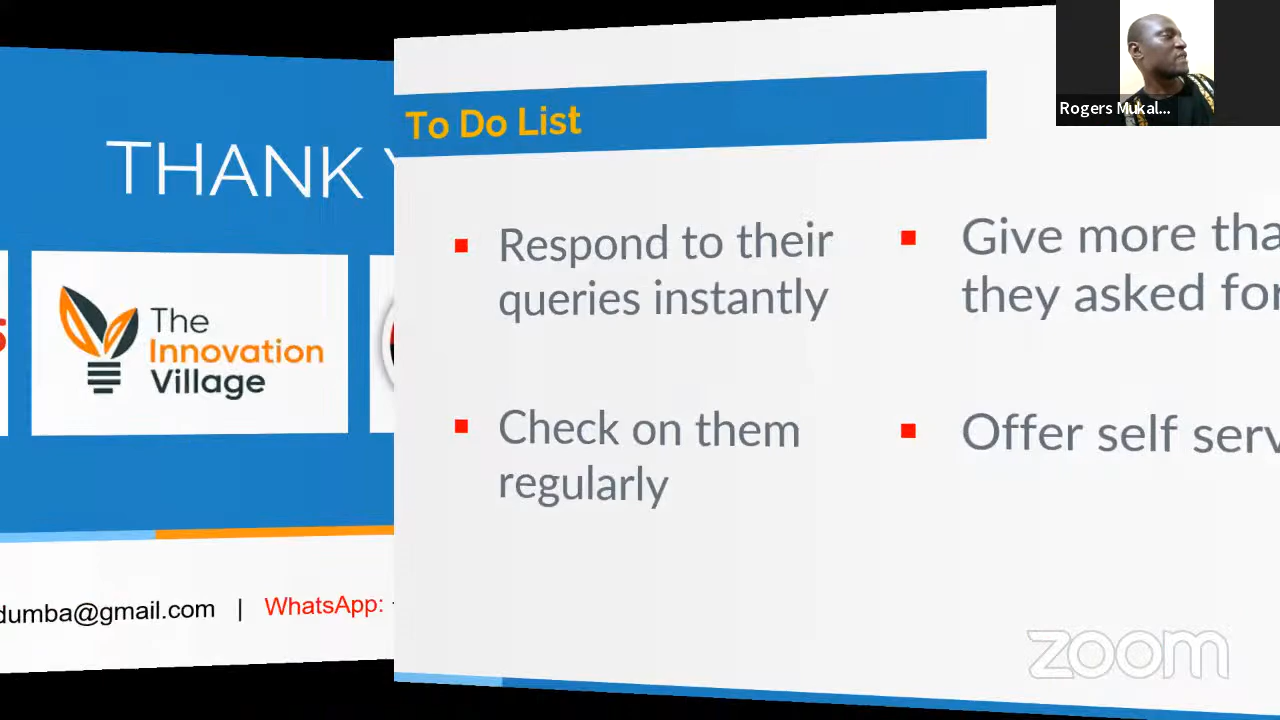 THANK
The
Innovation
Village
dumba@gmail.com | WhatsApp:
To Do List
Respond to their
queries instantly
Check on them
regularly
Give more tha
they asked for
Offer self serv
Rogers Mukal...
zoom